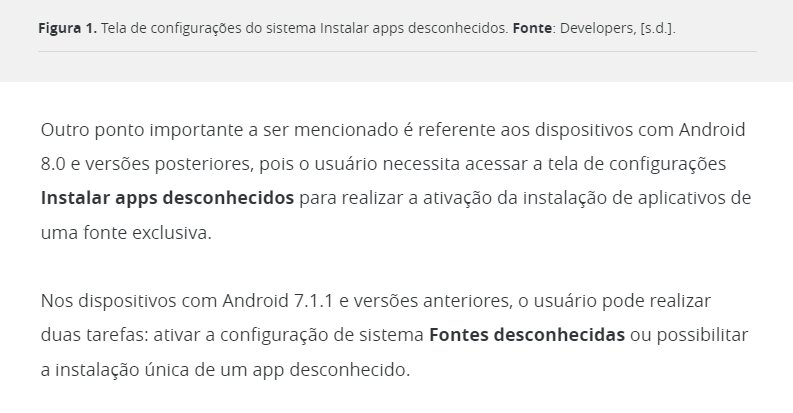 Figura 1. Tela de configurações do sistema Instalar apps desconhecidos. Fonte: Developers, [s.d.].
Outro ponto importante a ser mencionado é referente aos dispositivos com Android
8.0 e versões posteriores, pois o usuário necessita acessar a tela de configurações
Instalar apps desconhecidos para realizar a ativação da instalação de aplicativos de
uma fonte exclusiva.
Nos dispositivos com Android 7.1.1 e versões anteriores, o usuário pode realizar
duas tarefas: ativar a configuração de sistema Fontes desconhecidas ou possibilitar
a instalação única de um app desconhecido.